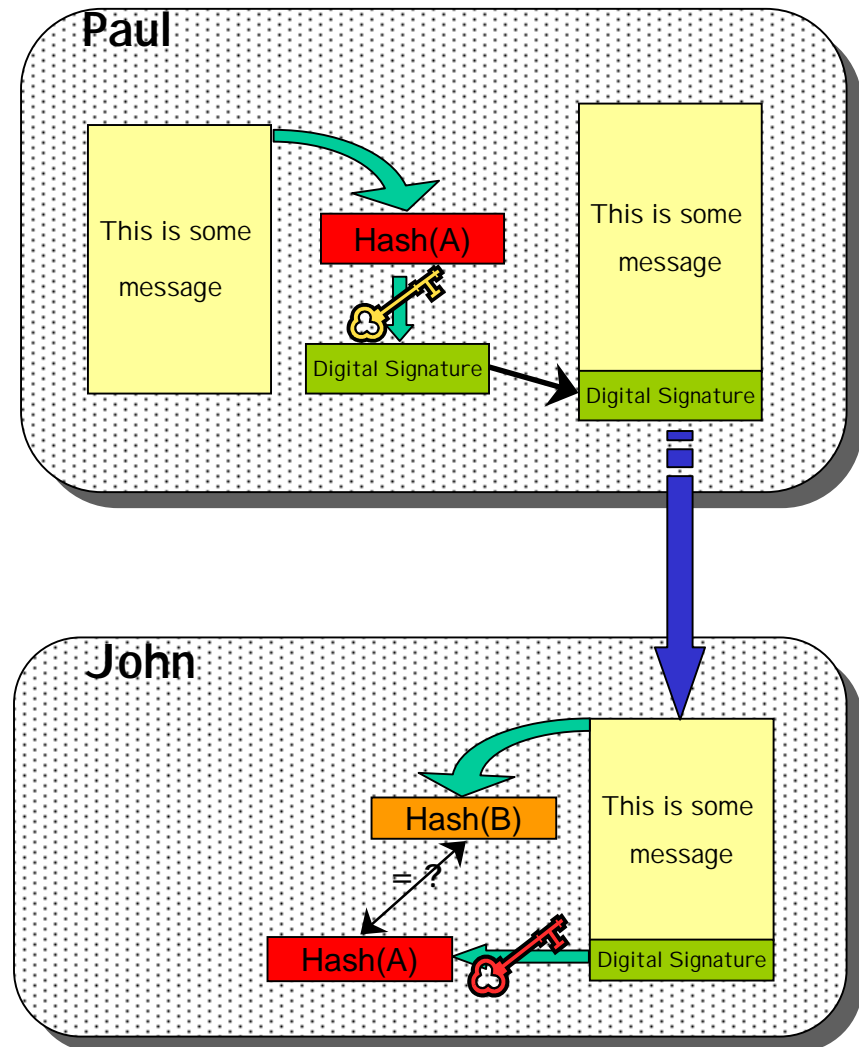 Paul
This is some
message
Hash(A)
Digital Signature
This is some
message
Digital Signature
John
Hash(B)
= ?
Hash(A)
This is some
message
Digital Signature